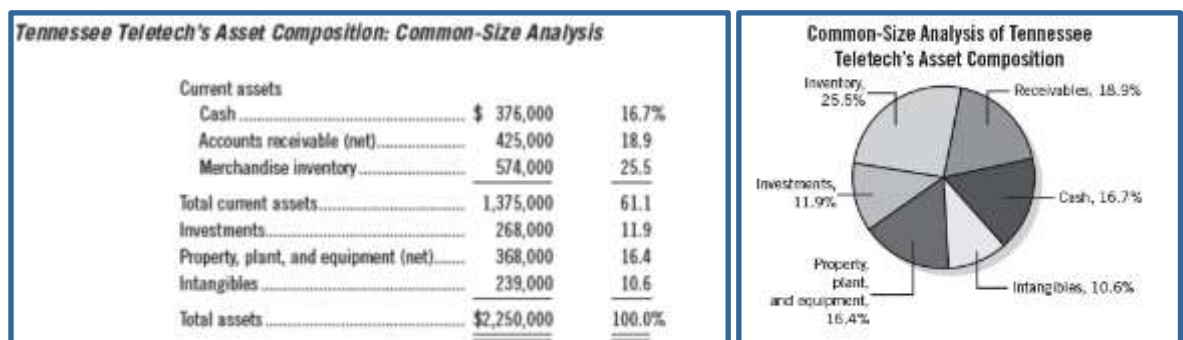 Tennessee Teletech's Asset Composition: Common-Size Analysis
Current assets
Cash ........ $ 376,000 16.7%
Accounts receivable (net) ........ 425,000 18.9
Merchandise inventory ........ 574,000 25.5
Total current assets ........ 1,375,000 61.1
Investments ........ 268,000 11.9
Property, plant, and equipment (net) ........ 368,000 16.4
Intangibles ........ 239,000 10.6
Total assets ........ $2,250,000 100.0%
Common-Size Analysis of Tennessee
Teletech's Asset Composition
Inventory,
25.5%
Receivables, 18.9%
Investments,
11.9%
Cash, 16.7%
Property,
plant,
and equipment,
16.4%
Intangibles, 10.6%